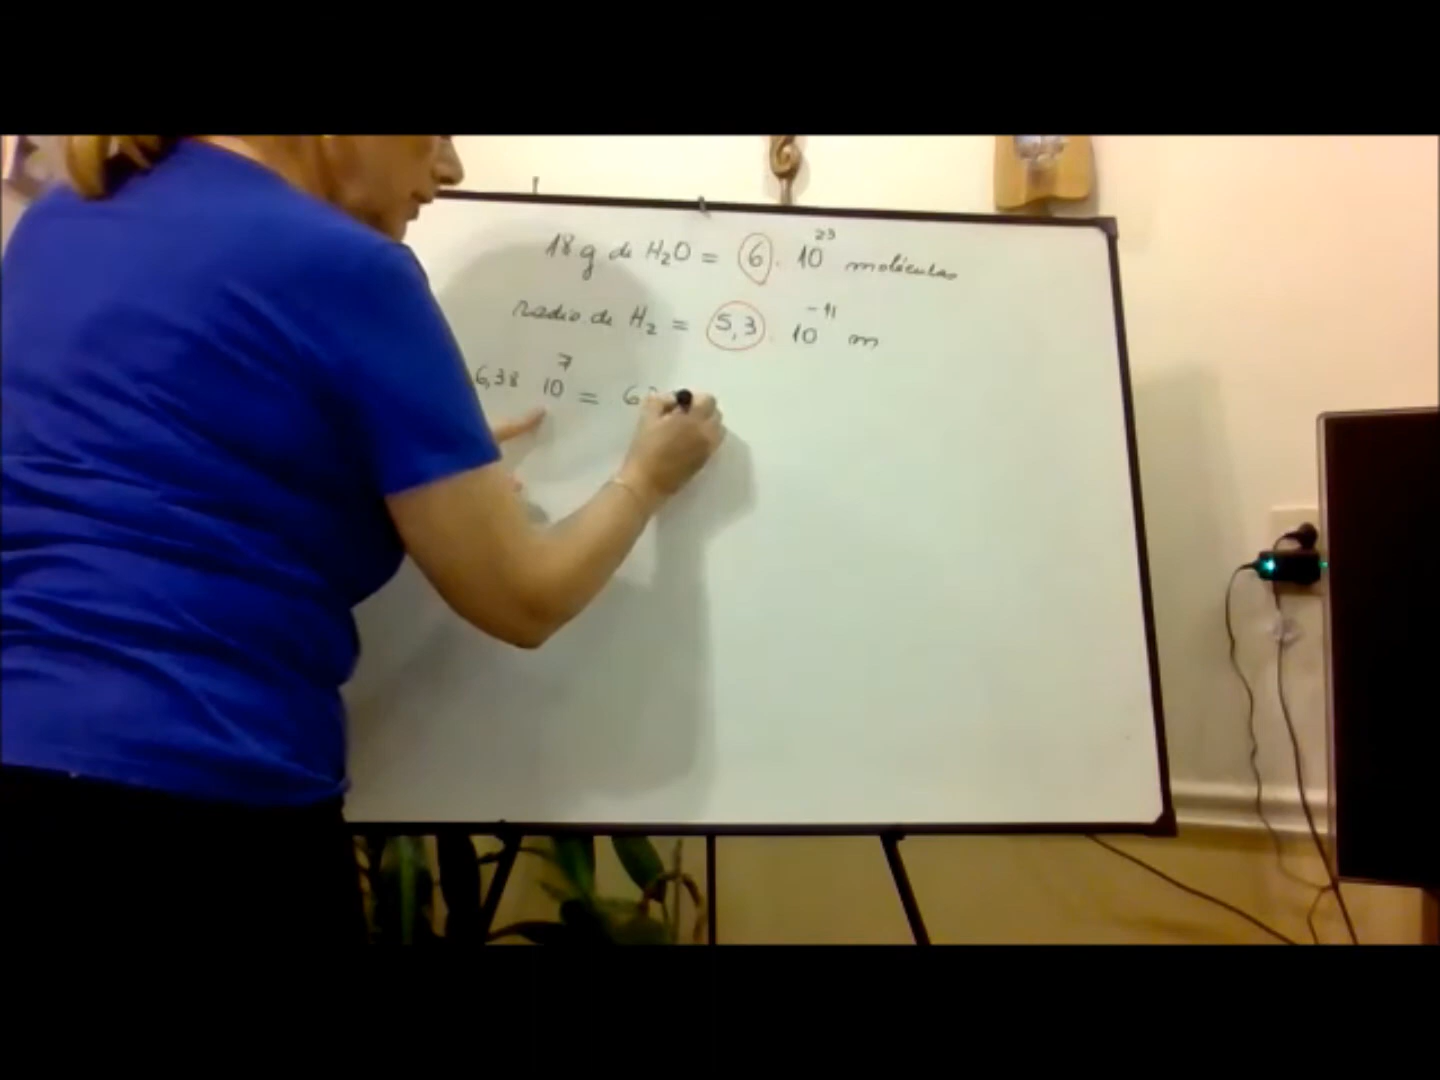 18 g de H₂O = 6 . 10²³ moléculas
radio de H₂ = 5,3 . 10⁻¹¹ m
6,38 10⁷ = 6